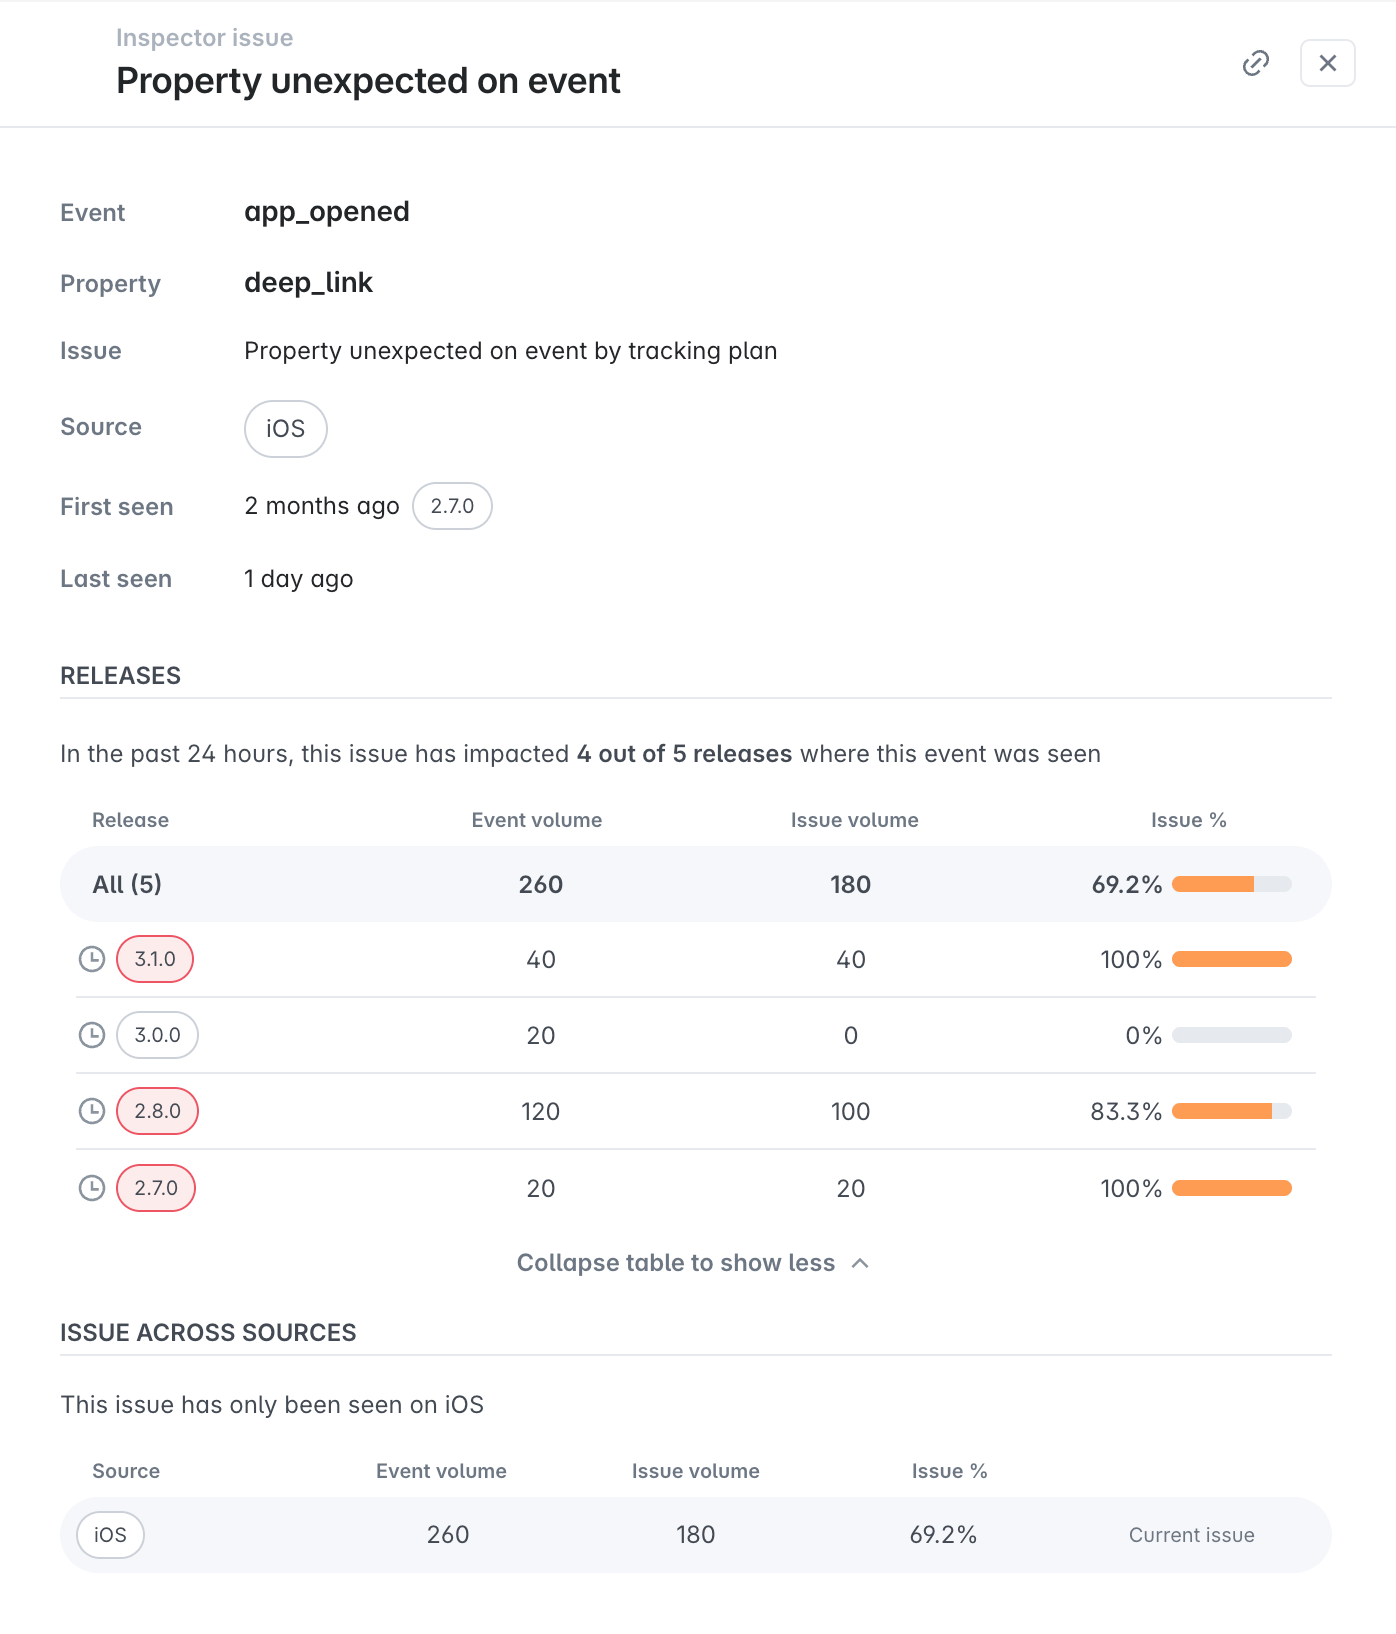 Inspector issue
Property unexpected on event
Event app_opened
Property deep_link
Issue Property unexpected on event by tracking plan
Source iOS
First seen 2 months ago 2.7.0
Last seen 1 day ago
RELEASES
In the past 24 hours, this issue has impacted 4 out of 5 releases where this event was seen
Release Event volume Issue volume Issue %
All (5) 260 180 69.2%
3.1.0 40 40 100%
3.0.0 20 0 0%
2.8.0 120 100 83.3%
2.7.0 20 20 100%
Collapse table to show less
ISSUE ACROSS SOURCES
This issue has only been seen on iOS
Source Event volume Issue volume Issue %
iOS 260 180 69.2% Current issue